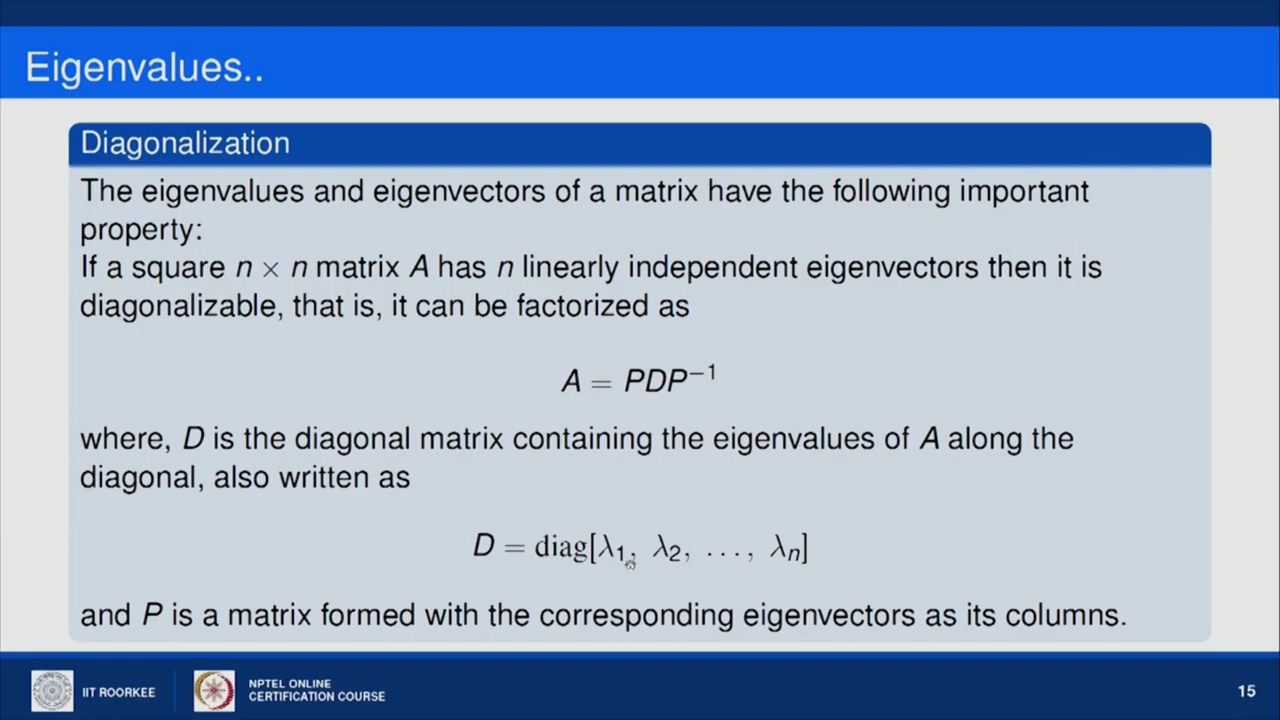 Eigenvalues..
Diagonalization
The eigenvalues and eigenvectors of a matrix have the following important
property:
If a square n × n matrix A has n linearly independent eigenvectors then it is
diagonalizable, that is, it can be factorized as
A = PDP⁻¹
where, D is the diagonal matrix containing the eigenvalues of A along the
diagonal, also written as
D = diag[λ₁, λ₂, …, λₙ]
and P is a matrix formed with the corresponding eigenvectors as its columns.
IIT ROORKEE
NPTEL ONLINE
CERTIFICATION COURSE
15